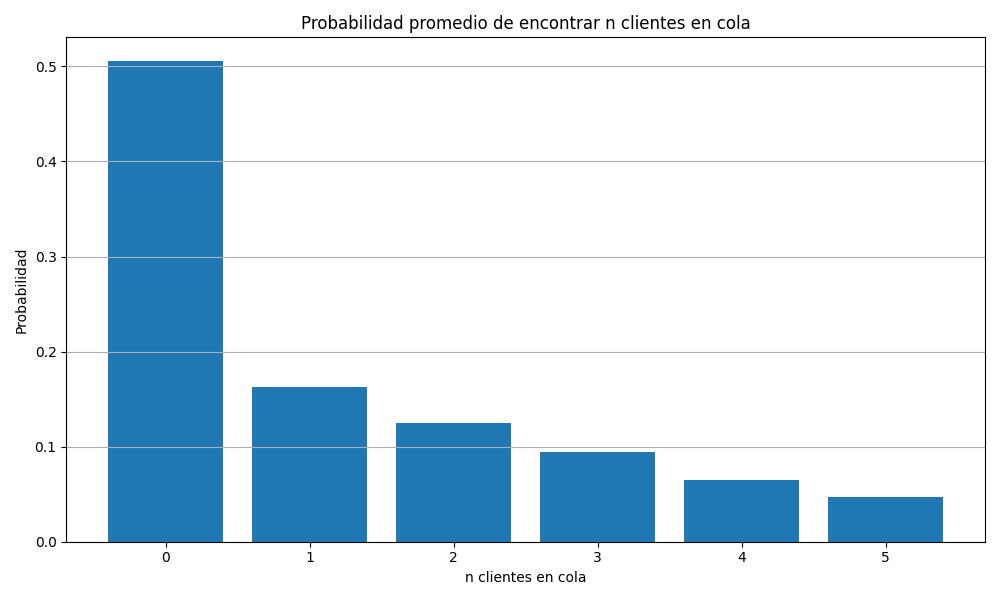 Probabilidad promedio de encontrar n clientes en cola
0.5
0.4
0.3
0.2
0.1
0.0
Probabilidad
0 1 2 3 4 5
n clientes en cola